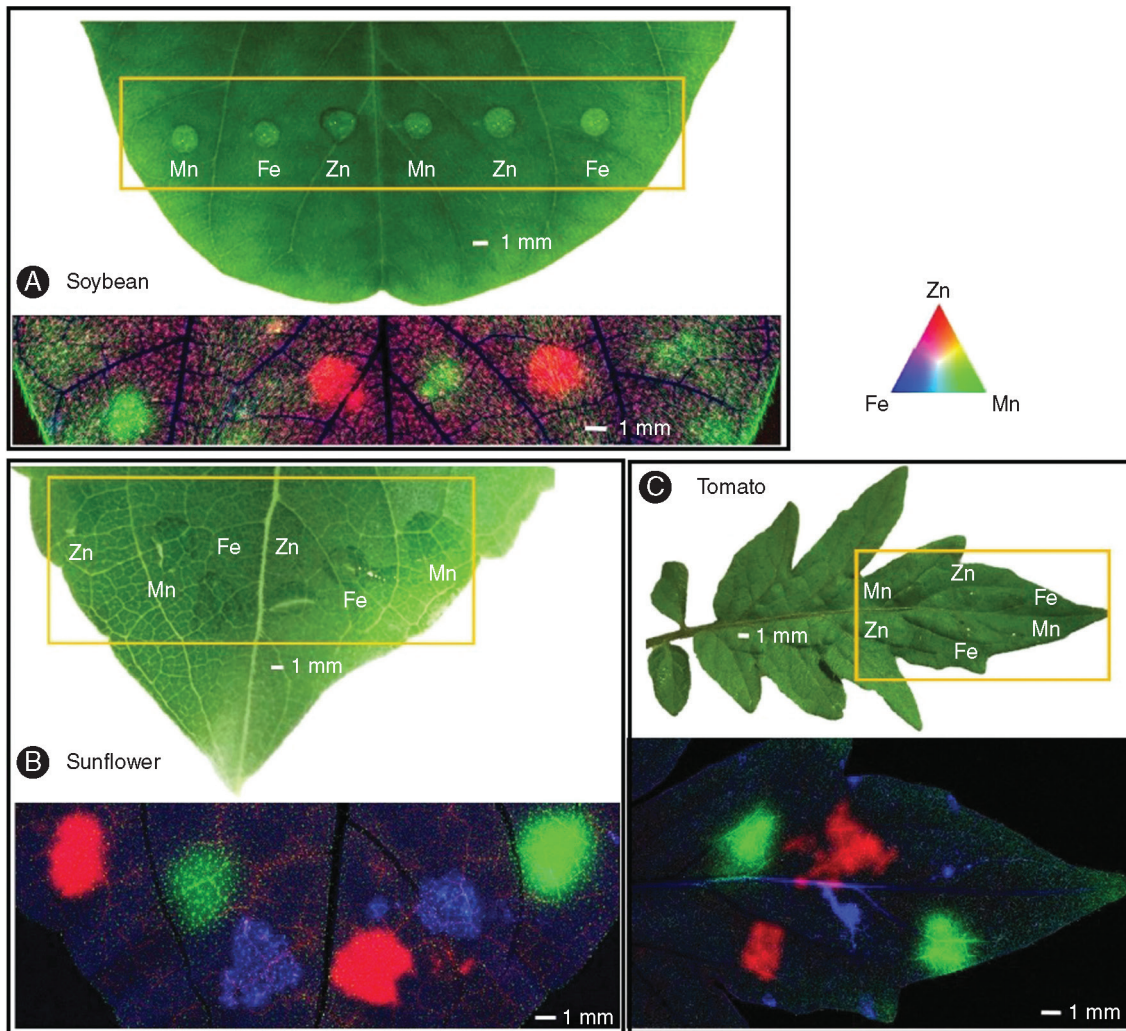 Mn Fe Zn Mn Zn Fe
1 mm
A Soybean
1 mm
Zn
Fe Mn
Zn Mn Fe Zn Fe Mn
1 mm
B Sunflower
1 mm
C Tomato
Mn Zn Fe
1 mm Zn Fe Mn
1 mm